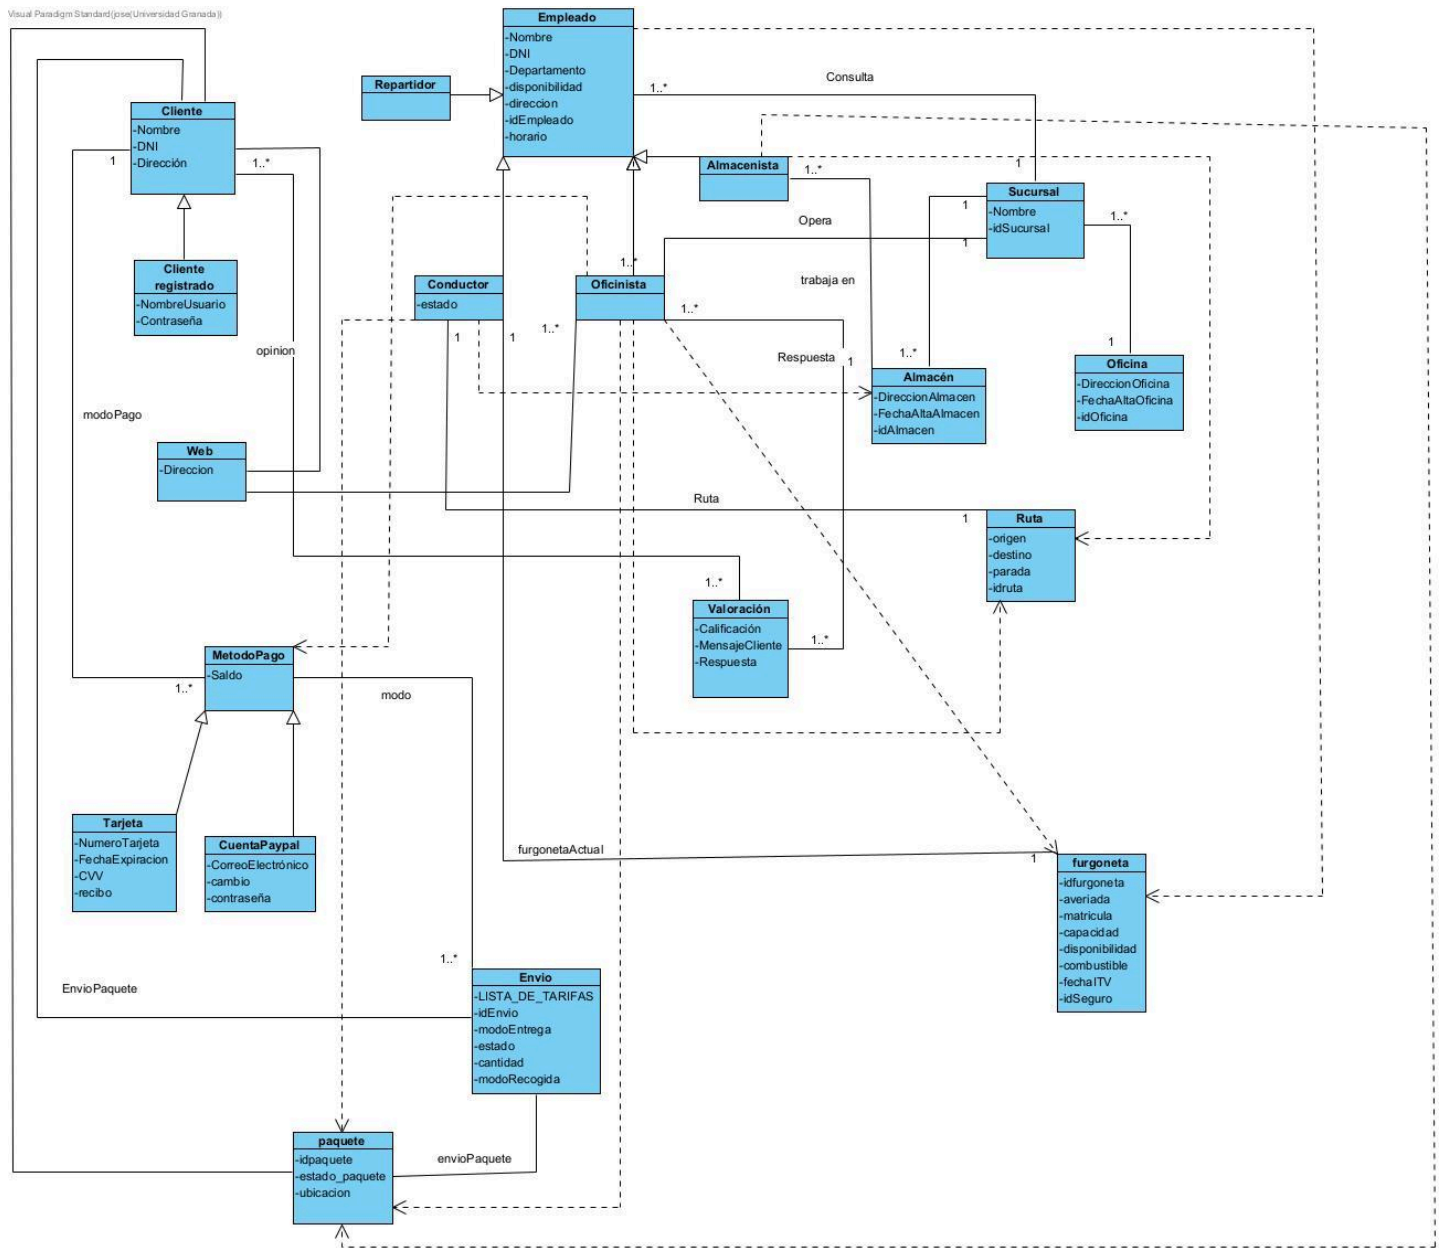 Visual Paradigm Standard(jose(Universidad Granada))
Empleado
-Nombre
-DNI
-Departamento
-disponibilidad
-direccion
-idEmpleado
-horario
Repartidor
1..*
Consulta
1
Cliente
-Nombre
-DNI
-Dirección
1
1..*
Almacenista
1..*
Sucursal
-Nombre
-idSucursal
1
1
1..*
Opera
Cliente
registrado
-NombreUsuario
-Contraseña
Conductor
-estado
1
1
1..*
Oficinista
1..*
1..*
trabaja en
opinion
Respuesta
1
1..*
1
Almacén
-DireccionAlmacen
-FechaAltaAlmacen
-idAlmacen
Oficina
-DireccionOficina
-FechaAltaOficina
-idOficina
modoPago
Web
-Direccion
Ruta
1
Ruta
-origen
-destino
-parada
-idruta
1..*
Valoración
-Calificación
-MensajeCliente
-Respuesta
1..*
MetodoPago
-Saldo
1..*
modo
Tarjeta
-NumeroTarjeta
-FechaExpiracion
-CVV
-recibo
CuentaPaypal
-CorreoElectrónico
-cambio
-contraseña
furgonetaActual
1
furgoneta
-idfurgoneta
-averiada
-matricula
-capacidad
-disponibilidad
-combustible
-fechaITV
-idSeguro
1..*
EnvioPaquete
Envio
-LISTA_DE_TARIFAS
-idEnvio
-modoEntrega
-estado
-cantidad
-modoRecogida
paquete
-idpaquete
-estado_paquete
-ubicacion
envioPaquete